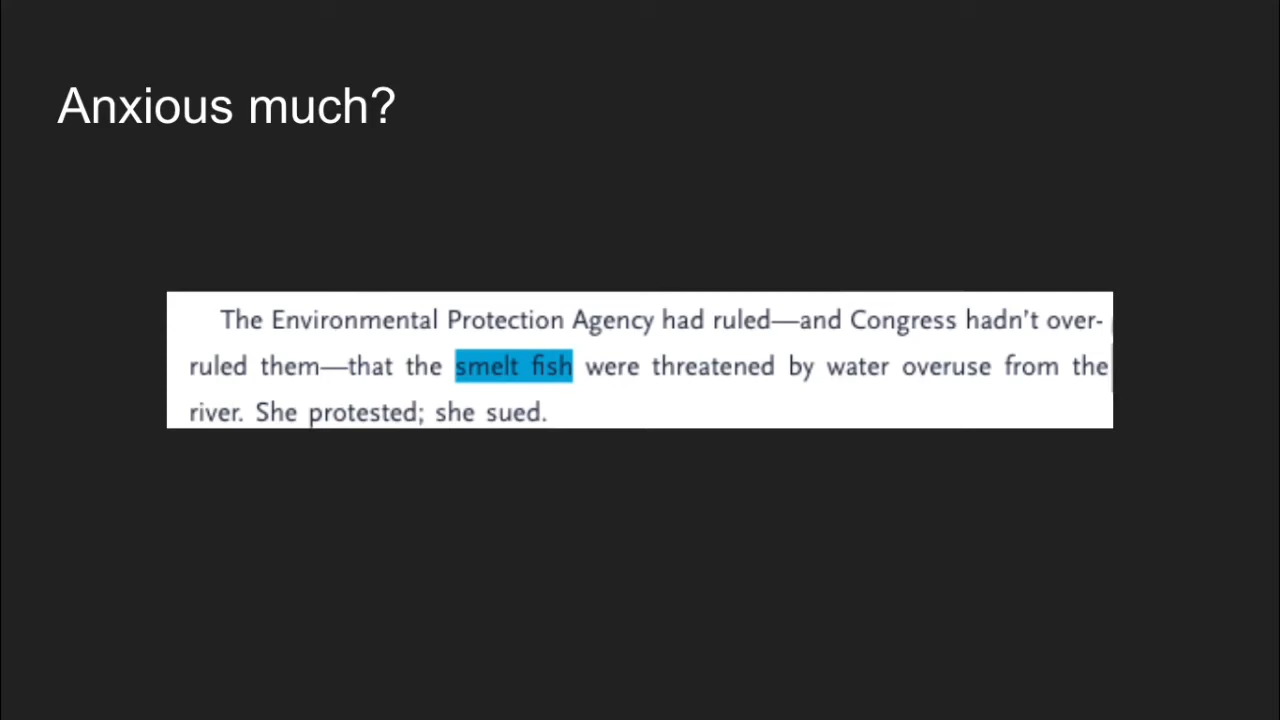 Anxious much?
The Environmental Protection Agency had ruled—and Congress hadn't over-
ruled them—that the smelt fish were threatened by water overuse from the
river. She protested; she sued.